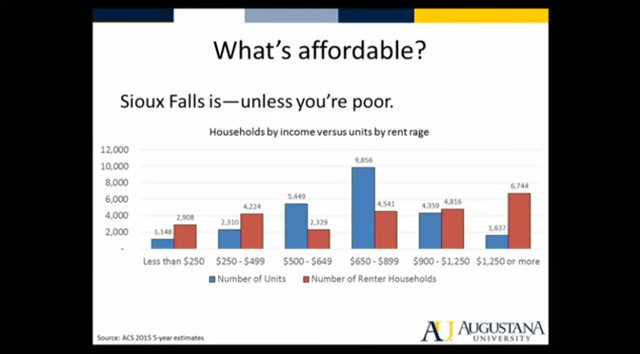 What's affordable?
Sioux Falls is—unless you're poor.
Households by income versus units by rent rage
12,000
10,000
8,000
6,000
4,000
2,000
-
1,148
2,908
2,310
4,224
5,449
2,329
9,856
4,541
4,359
4,816
1,637
6,744
Less than $250
$250 - $499
$500 - $649
$650 - $899
$900 - $1,250
$1,250 or more
Number of Units
Number of Renter Households
Source: ACS 2015 5-year estimates
AU AUGUSTANA
UNIVERSITY